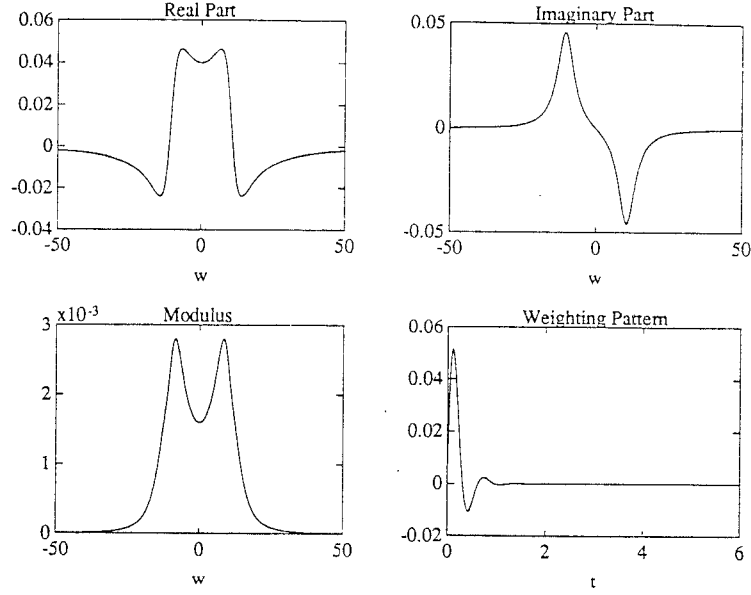 Real Part
0.06
0.04
0.02
0
-0.02
-0.04
-50 0 50
w
Imaginary Part
0.05
0
-0.05
-50 0 50
w
x10-3
Modulus
3
2
1
0
-50 0 50
w
Weighting Pattern
0.06
0.04
0.02
0
-0.02
0 2 4 6
t